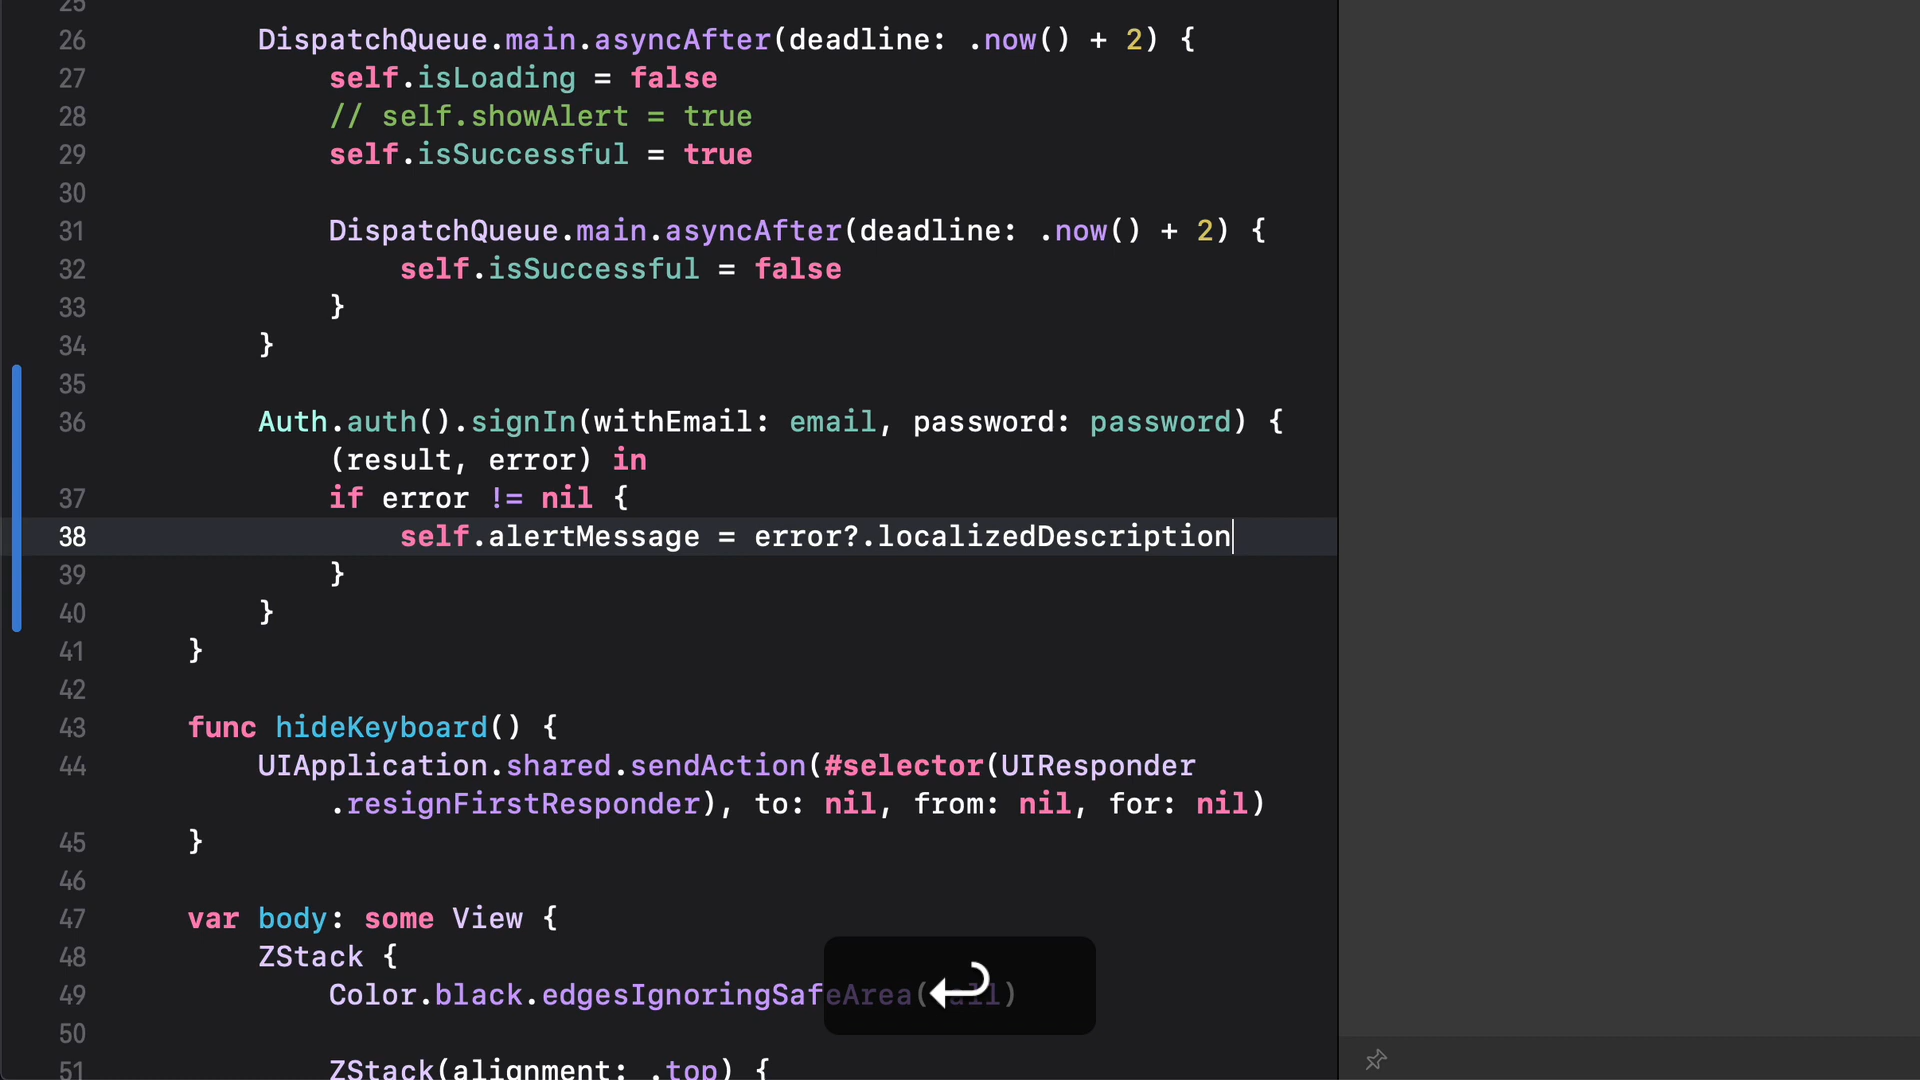 25
26 DispatchQueue.main.asyncAfter(deadline: .now() + 2) {
27 self.isLoading = false
28 // self.showAlert = true
29 self.isSuccessful = true
30
31 DispatchQueue.main.asyncAfter(deadline: .now() + 2) {
32 self.isSuccessful = false
33 }
34 }
35
36 Auth.auth().signIn(withEmail: email, password: password) {
(result, error) in
37 if error != nil {
38 self.alertMessage = error?.localizedDescription
39 }
40 }
41 }
42
43 func hideKeyboard() {
44 UIApplication.shared.sendAction(#selector(UIResponder
.resignFirstResponder), to: nil, from: nil, for: nil)
45 }
46
47 var body: some View {
48 ZStack {
49 Color.black.edgesIgnoringSafeArea(.all)
50
51 ZStack(alignment: .top) {